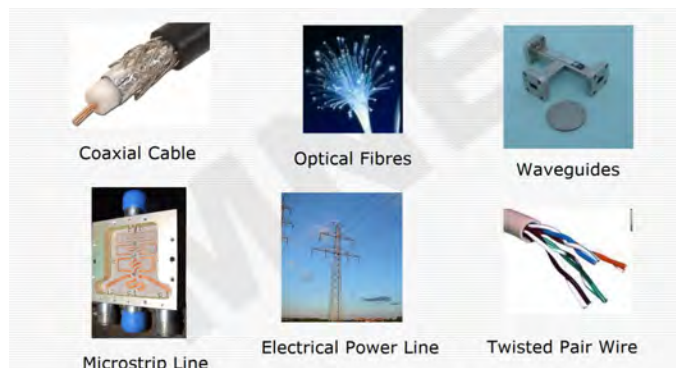 Coaxial Cable
Optical Fibres
Waveguides
Microstrip Line
Electrical Power Line
Twisted Pair Wire